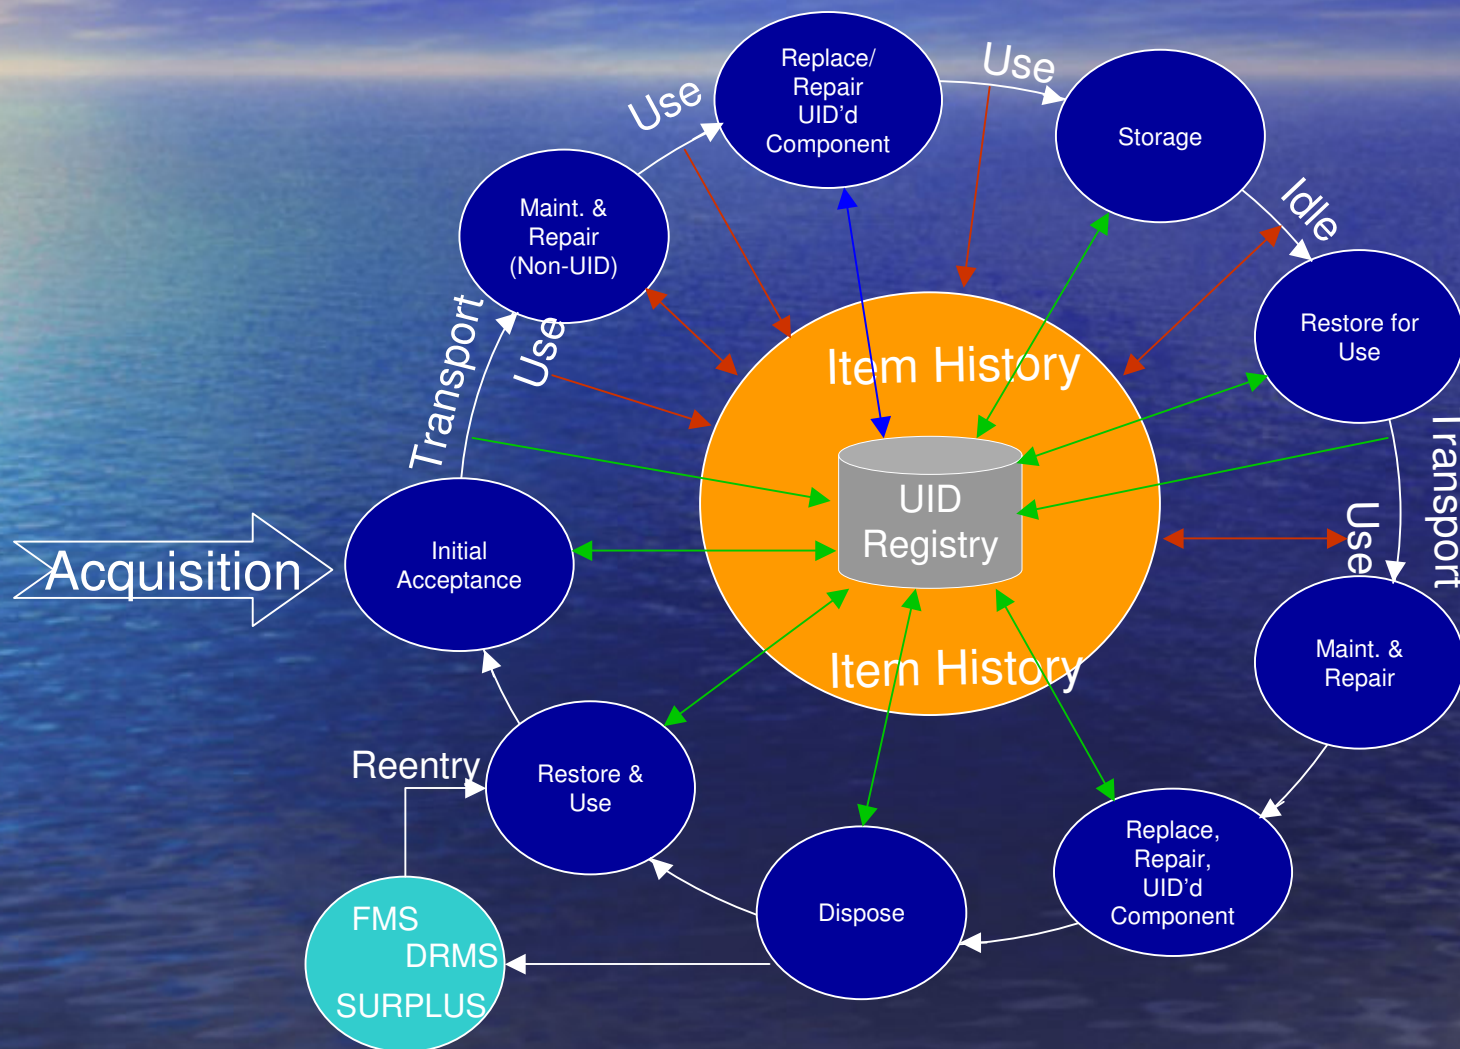 Use
Replace/
Repair
UID’d
Component
Use
Storage
Idle
Restore for
Use
Maint. &
Repair
(Non-UID)
Transport
Use
Item History
UID
Registry
Item History
Acquisition
Initial
Acceptance
Transport
Use
Maint. &
Repair
Reentry
Restore &
Use
Replace,
Repair,
UID’d
Component
Dispose
FMS
DRMS
SURPLUS